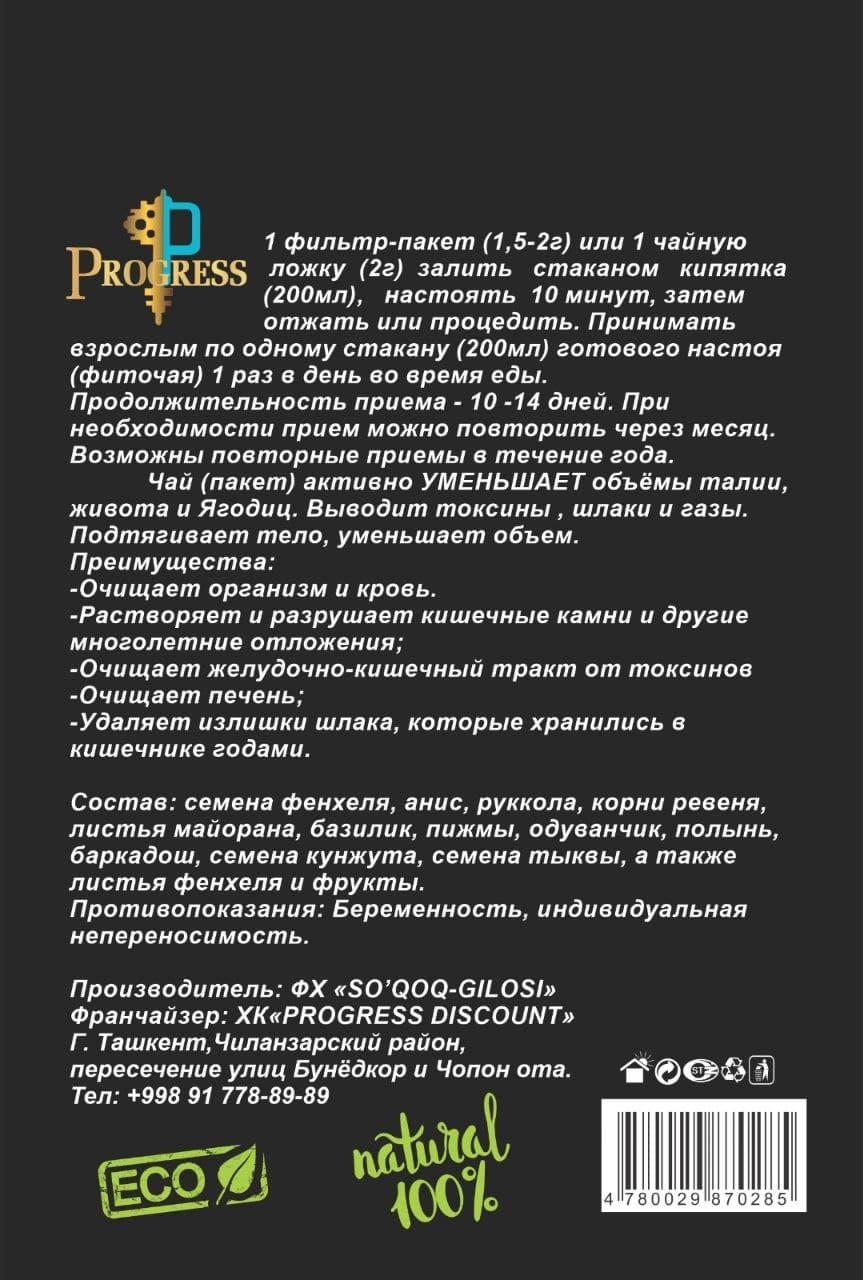 PROGRESS
1 фильтр-пакет (1,5-2г) или 1 чайную
ложку (2г) залить стаканом кипятка
(200мл), настоять 10 минут, затем
отжать или процедить. Принимать
взрослым по одному стакану (200мл) готового настоя
(фиточая) 1 раз в день во время еды.
Продолжительность приема - 10 -14 дней. При
необходимости прием можно повторить через месяц.
Возможны повторные приемы в течение года.
Чай (пакет) активно УМЕНЬШАЕТ объёмы талии,
живота и Ягодиц. Выводит токсины , шлаки и газы.
Подтягивает тело, уменьшает объем.
Преимущества:
-Очищает организм и кровь.
-Растворяет и разрушает кишечные камни и другие
многолетние отложения;
-Очищает желудочно-кишечный тракт от токсинов
-Очищает печень;
-Удаляет излишки шлака, которые хранились в
кишечнике годами.
Состав: семена фенхеля, анис, руккола, корни ревеня,
листья майорана, базилик, пижмы, одуванчик, полынь,
баркадош, семена кунжута, семена тыквы, а также
листья фенхеля и фрукты.
Противопоказания: Беременность, индивидуальная
непереносимость.
Производитель: ФХ «SO’QOQ-GILOSI»
Франчайзер: ХК«PROGRESS DISCOUNT»
Г. Ташкент,Чиланзарский район,
пересечение улиц Бунёдкор и Чопон ота.
Тел: +998 91 778-89-89
ST
ECO
natural
100%
4 780029 870285